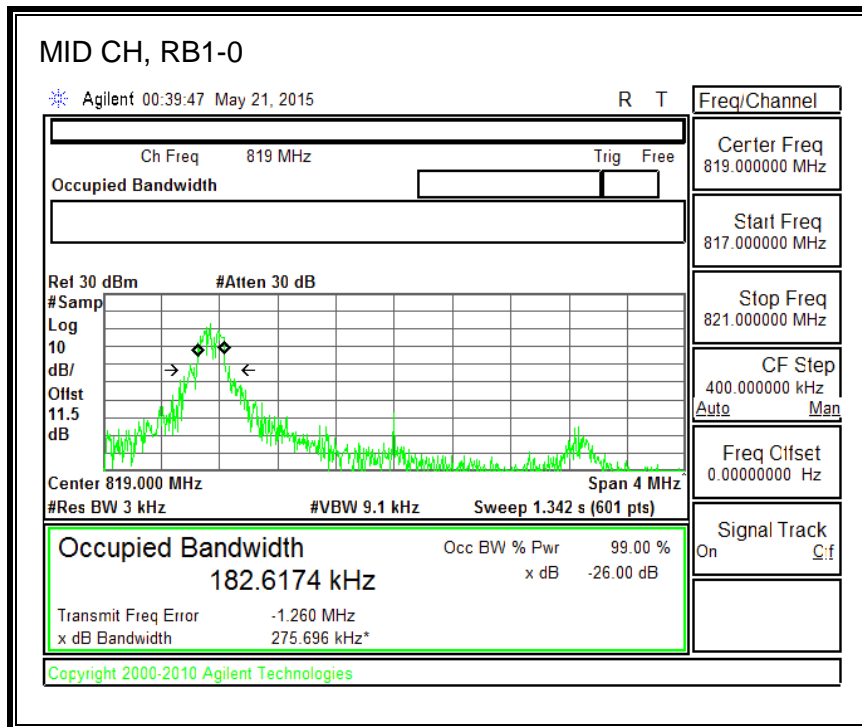 MID CH, RB1-0
Agilent 00:39:47 May 21, 2015 R T
Freq/Channel
Ch Freq 819 MHz Trig Free
Occupied Bandwidth
Center Freq
819.000000 MHz
Start Freq
817.000000 MHz
Stop Freq
821.000000 MHz
CF Step
400.000000 kHz
Auto Man
Freq Offset
0.00000000 Hz
Signal Track
On Off
Ref 30 dBm #Atten 30 dB
#Samp
Log
10
dB/
Offst
11.5
dB
Center 819.000 MHz Span 4 MHz
#Res BW 3 kHz #VBW 9.1 kHz Sweep 1.342 s (601 pts)
Occupied Bandwidth Occ BW % Pwr 99.00 %
182.6174 kHz x dB -26.00 dB
Transmit Freq Error -1.260 MHz
x dB Bandwidth 275.696 kHz*
Copyright 2000-2010 Agilent Technologies